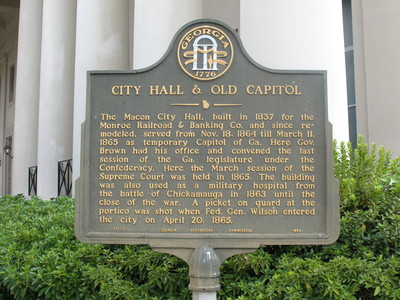 GEORGIA
1776
CITY HALL & OLD CAPITOL
The Macon City Hall, built in 1837 for the
Monroe Railroad & Banking Co. and since re-
modeled, served from Nov. 18, 1864 till March 11,
1865 as temporary Capitol of Ga. Here Gov.
Brown had his office and convened the last
session of the Ga. legislature under the
Confederacy. Here the March session of the
Supreme Court was held in 1865. The building
was also used as a military hospital from
the battle of Chickamauga in 1863 until the
close of the war. A picket on guard at the
portico was shot when Fed. Gen. Wilson entered
the city on April 20, 1865.
GEORGIA HISTORICAL COMMISSION